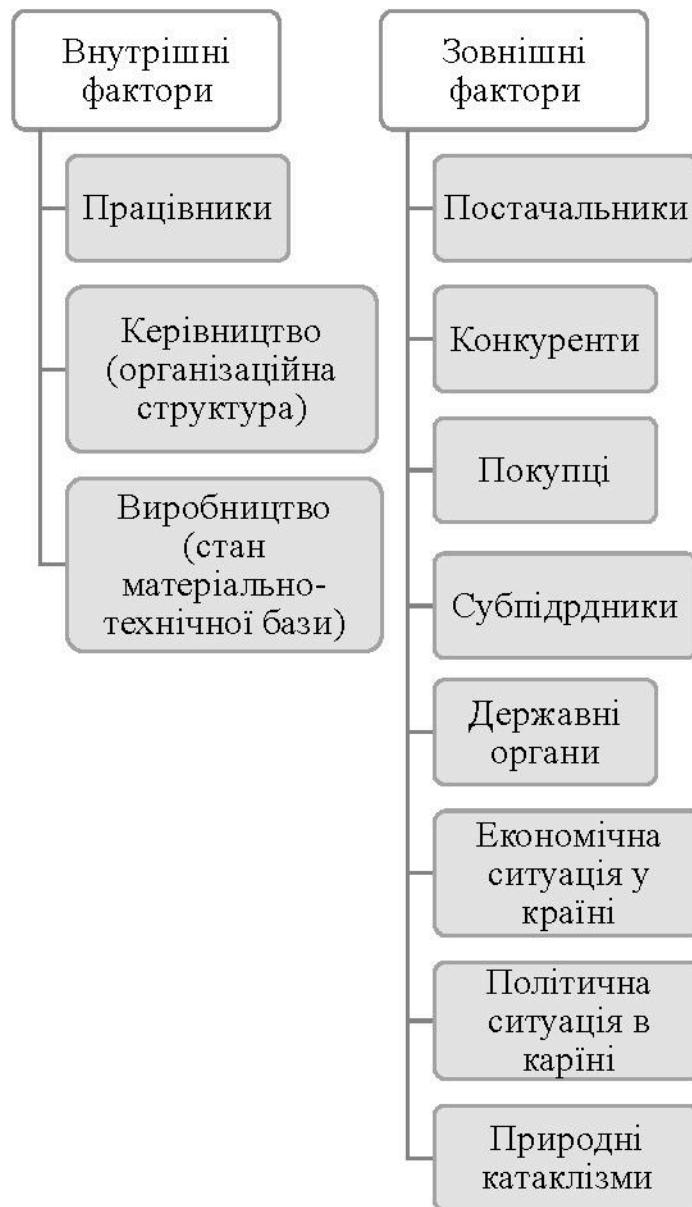 Внутрішні
фактори
Працівники
Керівництво
(організаційна
структура)
Виробництво
(стан
матеріально-
технічної бази)
Зовнішні
фактори
Постачальники
Конкуренти
Покупці
Субпідрдники
Державні
органи
Економічна
ситуація у
країні
Політична
ситуація в
каріні
Природні
катаклізми